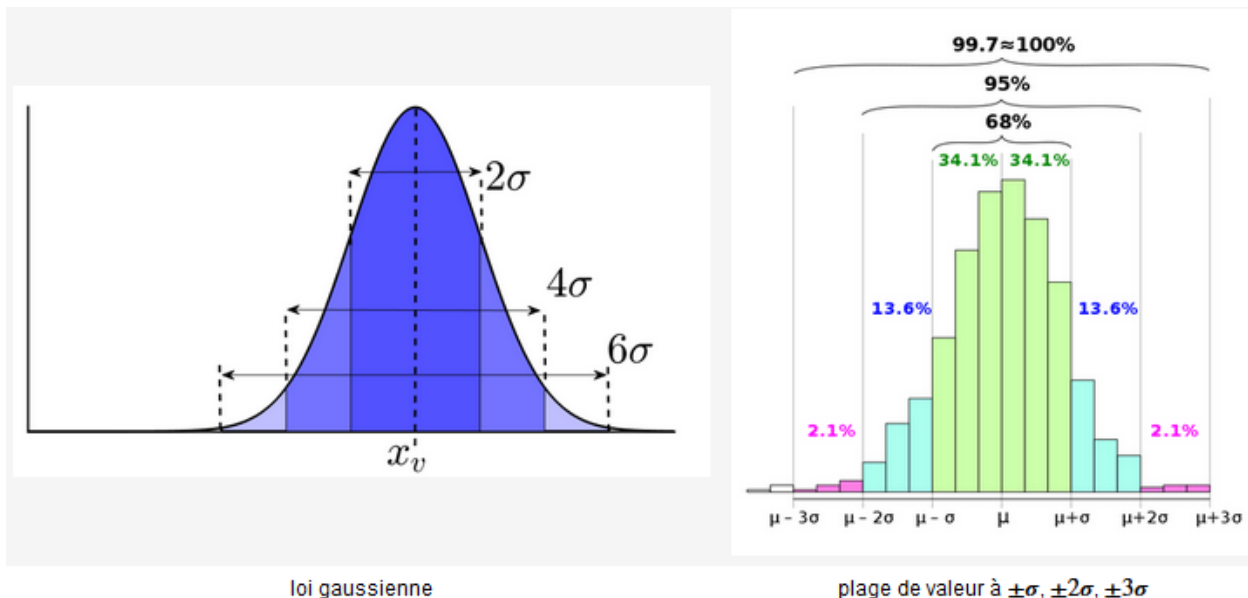 2σ
4σ
6σ
x_v
99.7≈100%
95%
68%
34.1% 34.1%
13.6% 13.6%
2.1% 2.1%
μ − 3σ μ − 2σ μ − σ μ μ+σ μ+2σ μ+3σ
loi gaussienne
plage de valeur à ±σ, ±2σ, ±3σ